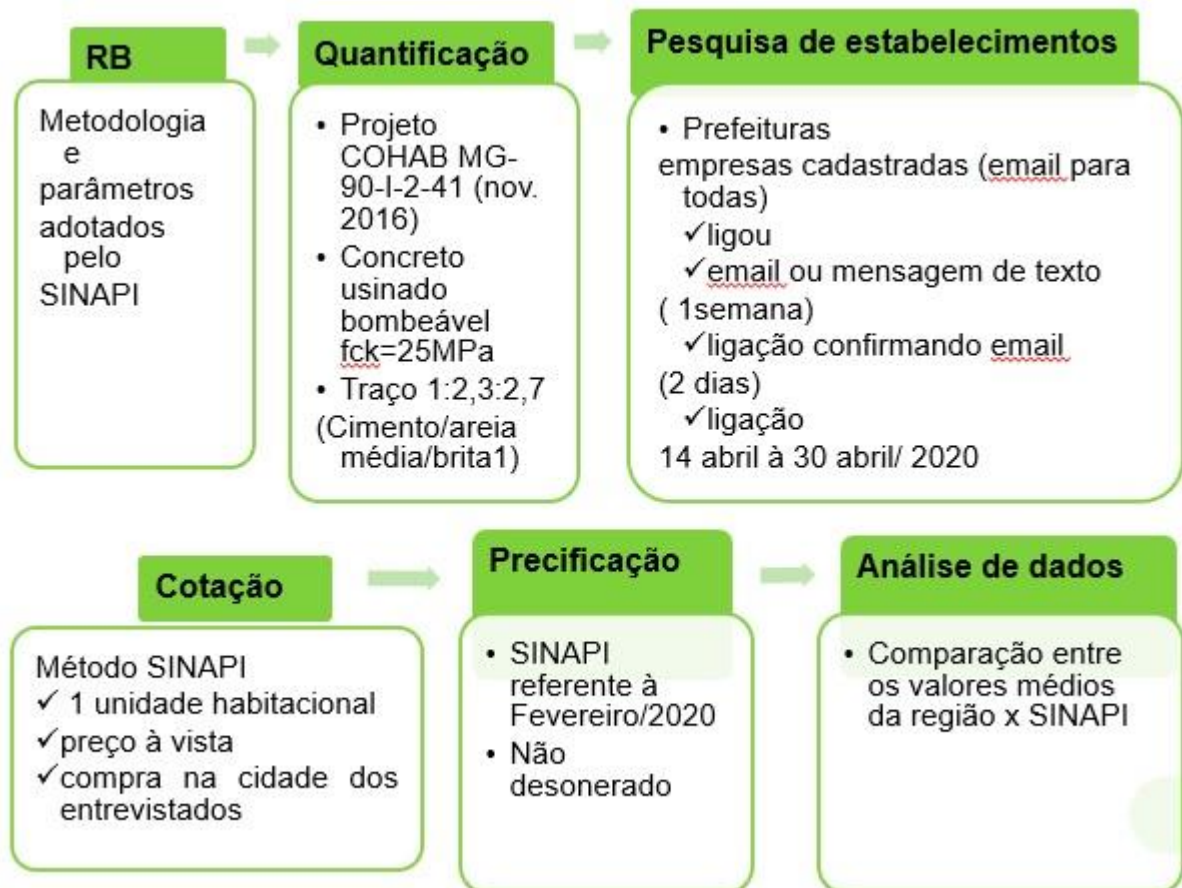 RB
Metodologia
e
parâmetros
adotados
pelo
SINAPI
Quantificação
• Projeto
COHAB MG-
90-I-2-41 (nov.
2016)
• Concreto
usinado
bombeável
fck=25MPa
• Traço 1:2,3:2,7
(Cimento/areia
média/brita1)
Pesquisa de estabelecimentos
• Prefeituras
empresas cadastradas (email para
todas)
✓ligou
✓email ou mensagem de texto
( 1semana)
✓ligação confirmando email
(2 dias)
✓ligação
14 abril à 30 abril/ 2020
Cotação
Método SINAPI
✓ 1 unidade habitacional
✓preço à vista
✓compra na cidade dos
entrevistados
Precificação
• SINAPI
referente à
Fevereiro/2020
• Não
desonerado
Análise de dados
• Comparação entre
os valores médios
da região x SINAPI